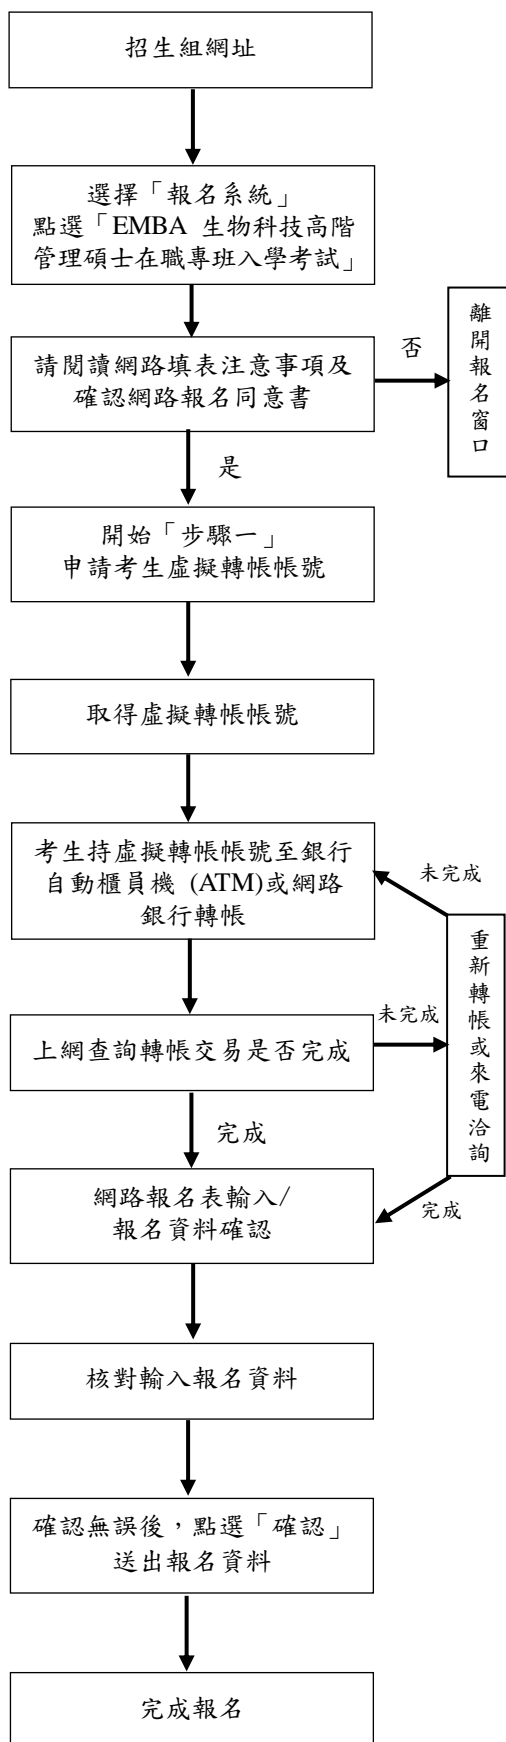 招生組網址
選擇「報名系統」
點選「EMBA 生物科技高階
管理碩士在職專班入學考試」
請閱讀網路填表注意事項及
確認網路報名同意書
否
離開報名窗口
是
開始「步驟一」
申請考生虛擬轉帳帳號
取得虛擬轉帳帳號
考生持虛擬轉帳帳號至銀行
自動櫃員機 (ATM)或網路
銀行轉帳
未完成
重新轉帳或來電洽詢
上網查詢轉帳交易是否完成
未完成
完成
網路報名表輸入/
報名資料確認
完成
核對輸入報名資料
確認無誤後，點選「確認」
送出報名資料
完成報名